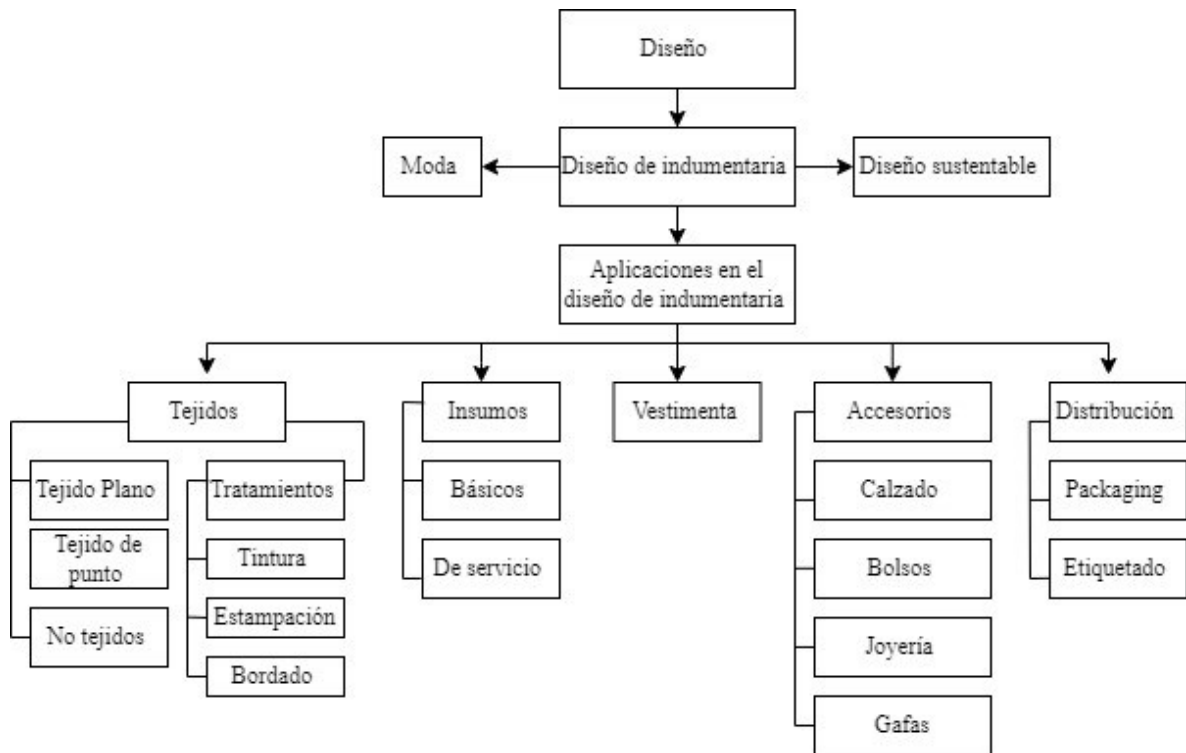 Diseño
Moda
Diseño de indumentaria
Diseño sustentable
Aplicaciones en el
diseño de indumentaria
Tejidos
Insumos
Vestimenta
Accesorios
Distribución
Tejido Plano
Tratamientos
Básicos
Calzado
Packaging
Tejido de
punto
Tintura
De servicio
Bolsos
Etiquetado
No tejidos
Estampación
Joyería
Bordado
Gafas